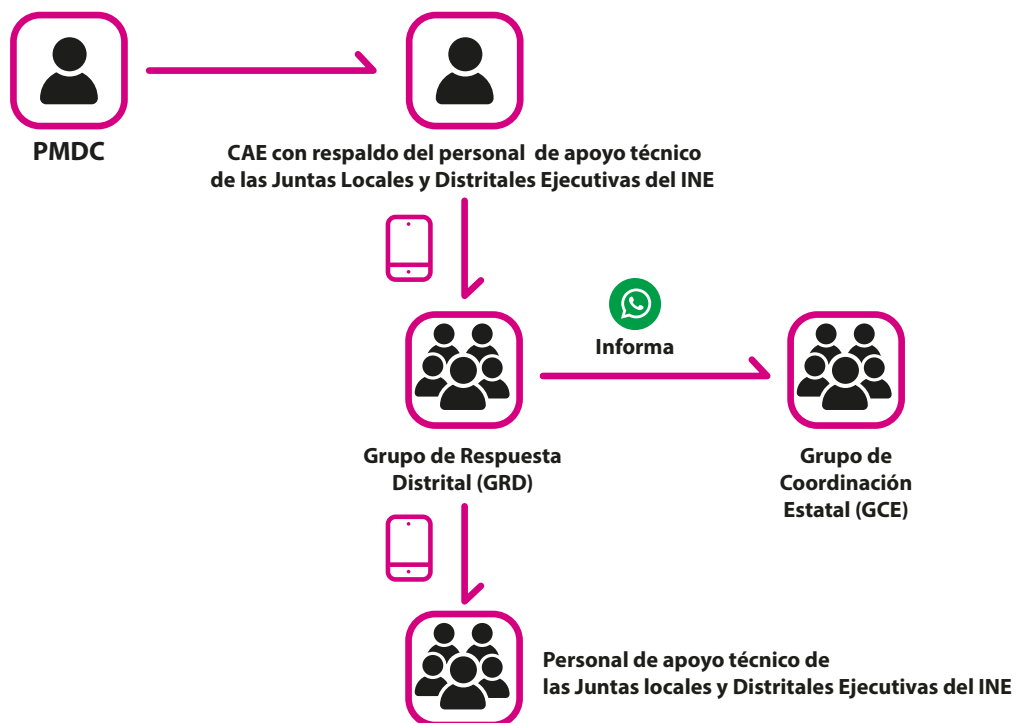 PMDC
CAE con respaldo del personal de apoyo técnico
de las Juntas Locales y Distritales Ejecutivas del INE
Informa
Grupo de Respuesta
Distrital (GRD)
Grupo de
Coordinación
Estatal (GCE)
Personal de apoyo técnico de
las Juntas locales y Distritales Ejecutivas del INE